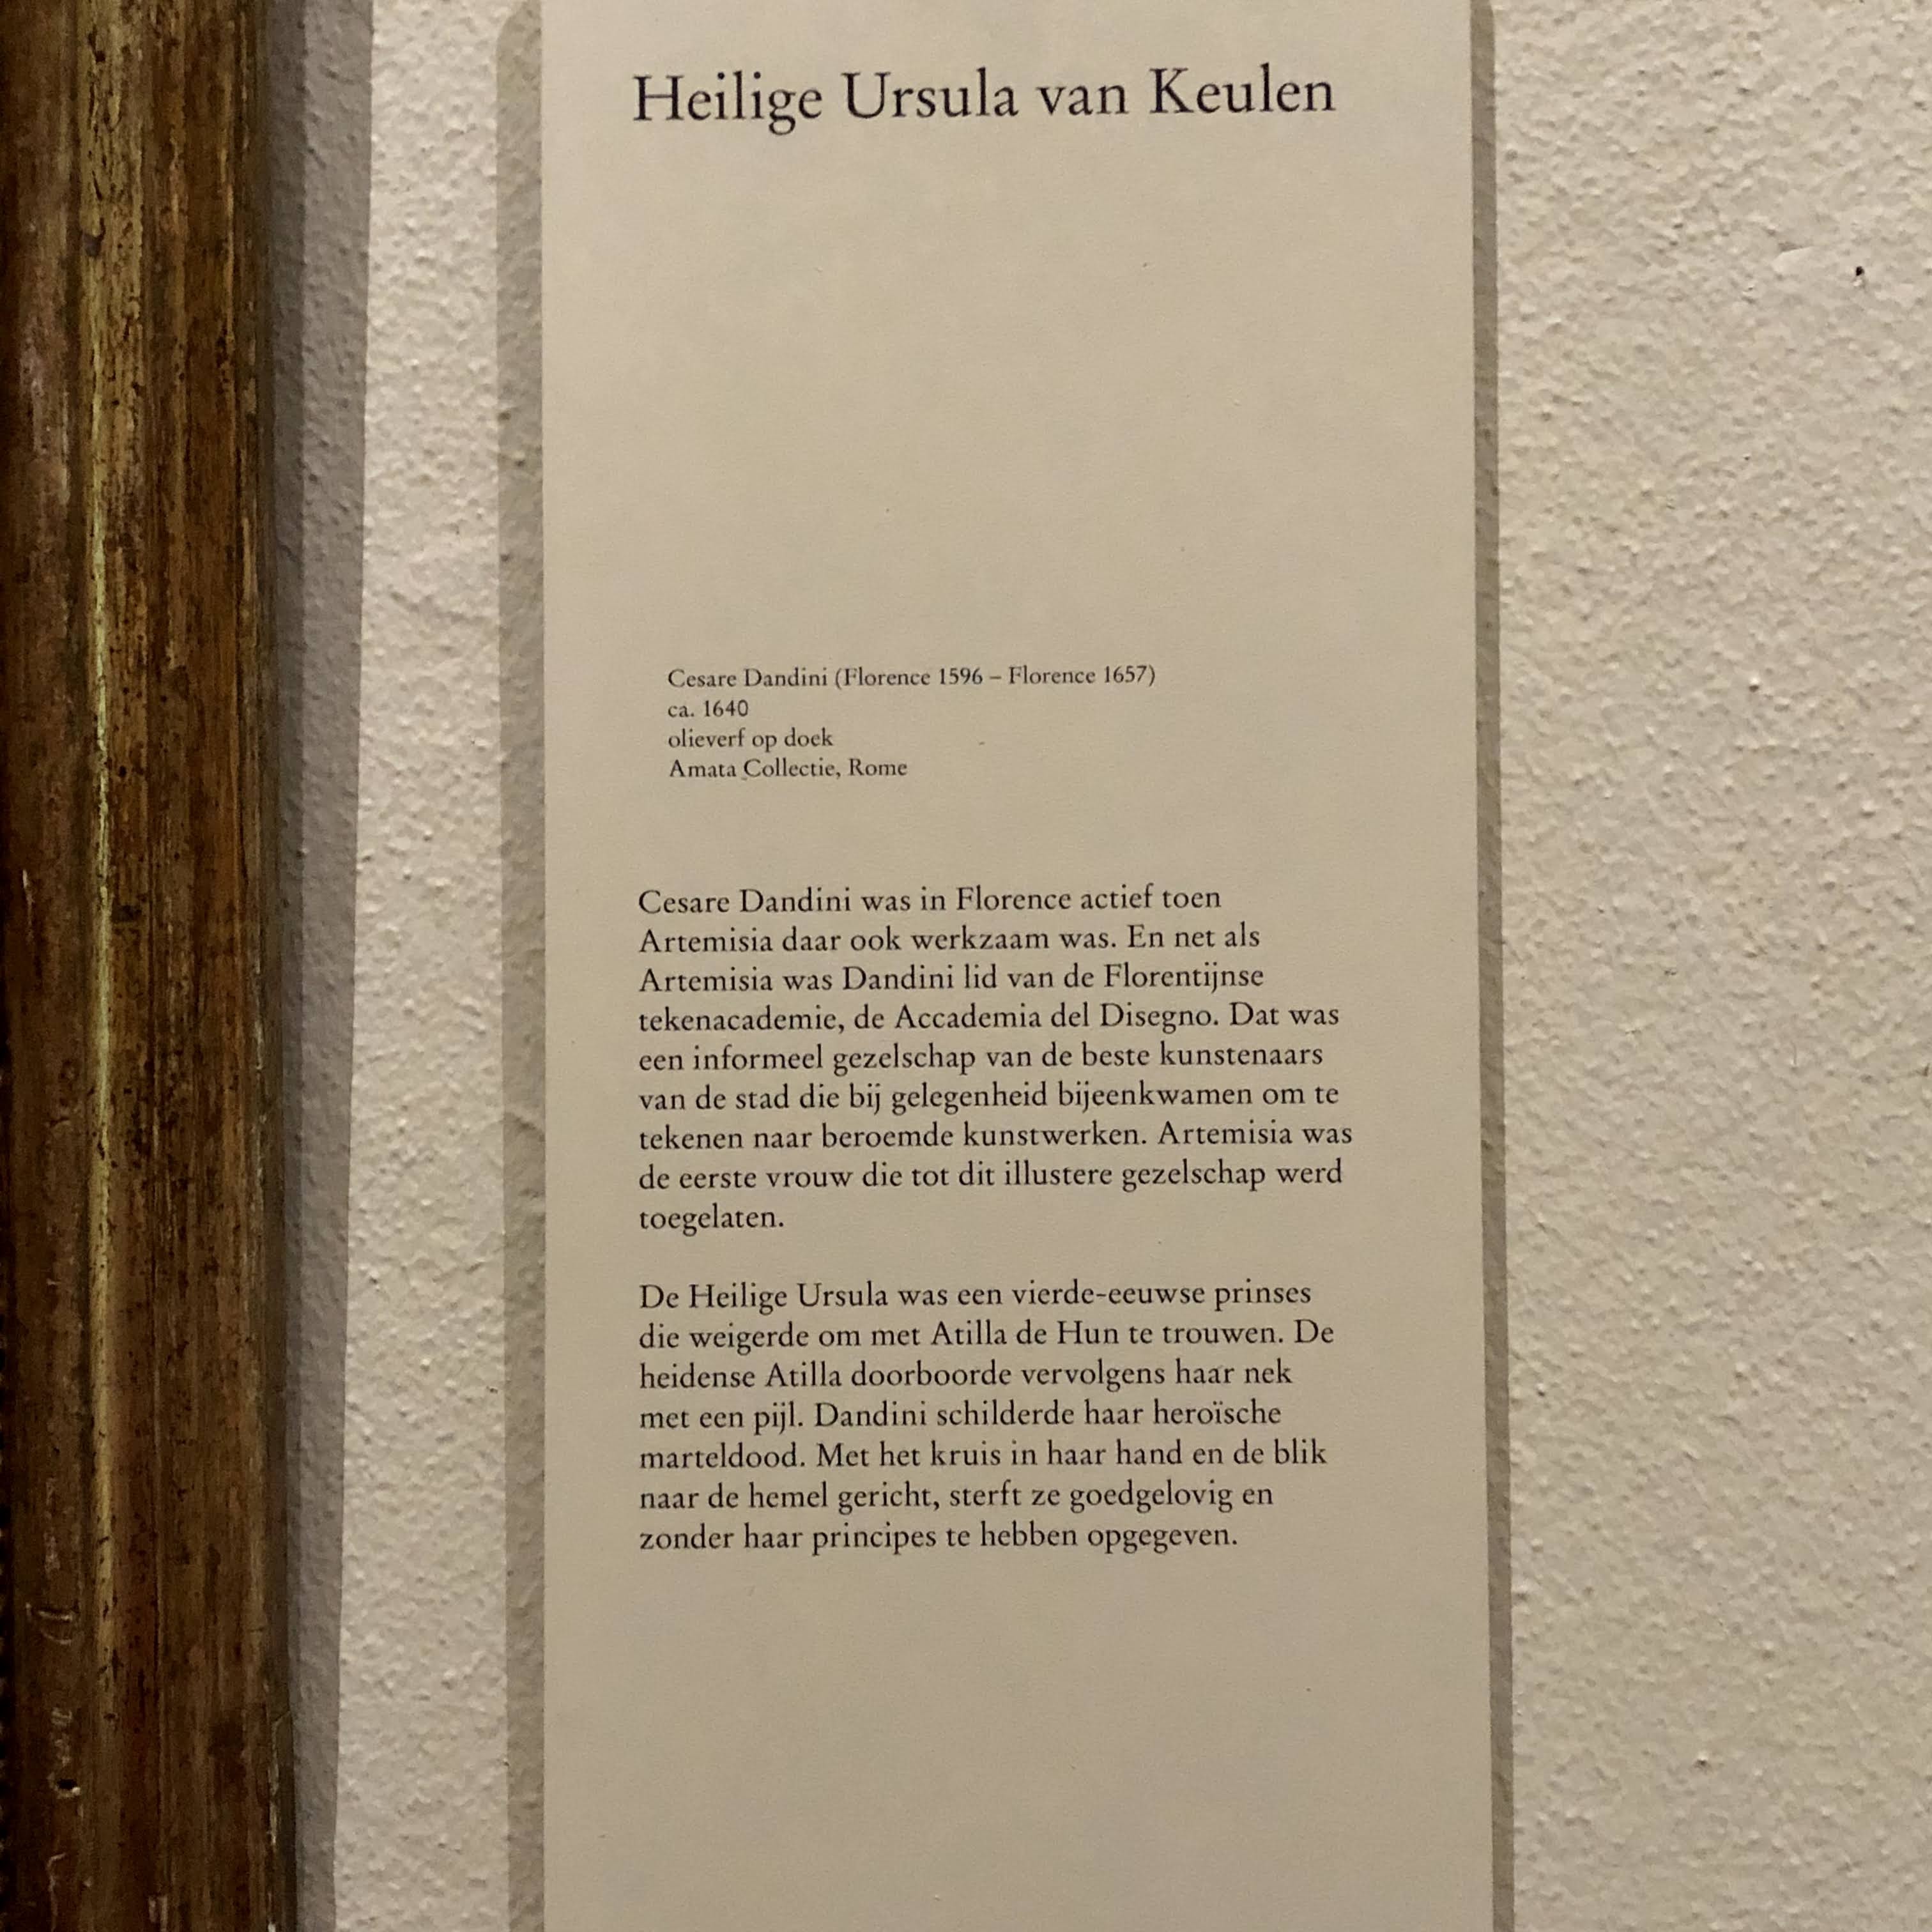 Heilige Ursula van Keulen
Cesare Dandini (Florence 1596 – Florence 1657)
ca. 1640
olieverf op doek
Amata Collectie, Rome
Cesare Dandini was in Florence actief toen
Artemisia daar ook werkzaam was. En net als
Artemisia was Dandini lid van de Florentijnse
tekenacademie, de Accademia del Disegno. Dat was
een informeel gezelschap van de beste kunstenaars
van de stad die bij gelegenheid bijeenkwamen om te
tekenen naar beroemde kunstwerken. Artemisia was
de eerste vrouw die tot dit illustere gezelschap werd
toegelaten.
De Heilige Ursula was een vierde-eeuwse prinses
die weigerde om met Atilla de Hun te trouwen. De
heidense Atilla doorboorde vervolgens haar nek
met een pijl. Dandini schilderde haar heroïsche
marteldood. Met het kruis in haar hand en de blik
naar de hemel gericht, sterft ze goedgelovig en
zonder haar principes te hebben opgegeven.